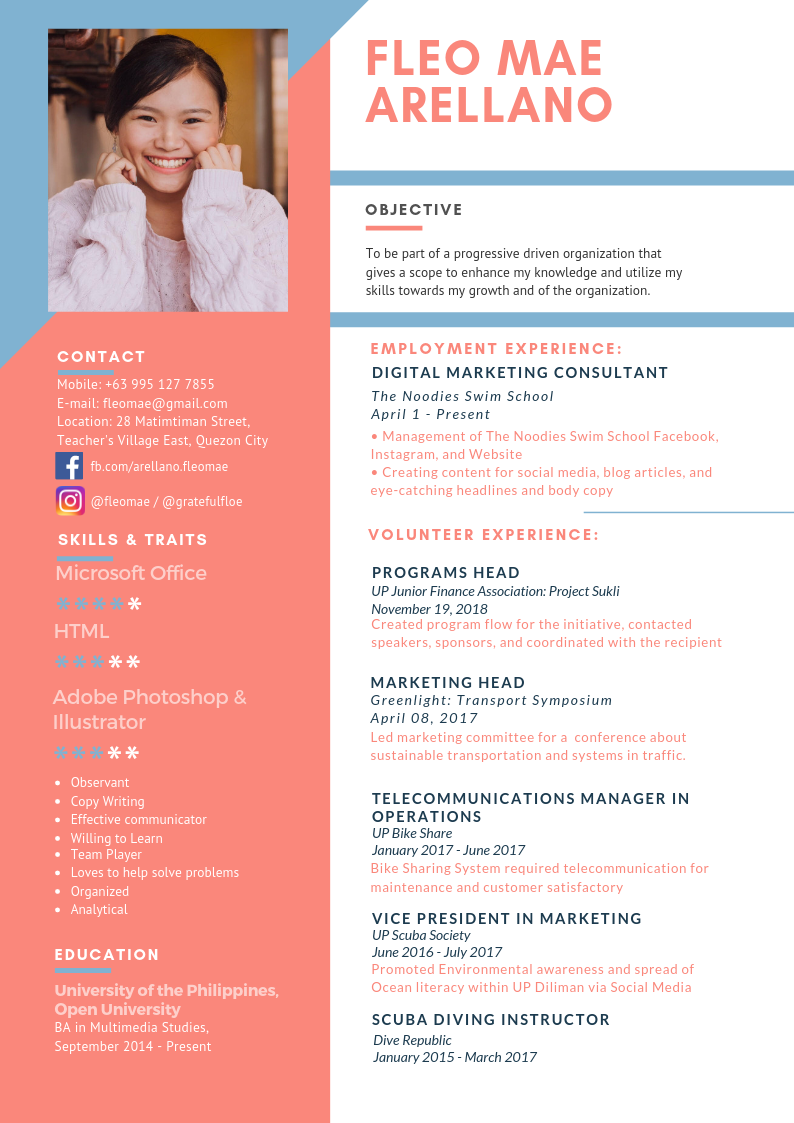 FLEO MAE
ARELLANO
OBJECTIVE
To be part of a progressive driven organization that
gives a scope to enhance my knowledge and utilize my
skills towards my growth and of the organization.
CONTACT
Mobile: +63 995 127 7855
E-mail: fleomae@gmail.com
Location: 28 Matimtiman Street,
Teacher's Village East, Quezon City
fb.com/arellano.fleomae
@fleomae / @gratefulfloe
SKILLS & TRAITS
Microsoft Office
*****
HTML
*****
Adobe Photoshop &
Illustrator
*****
• Observant
• Copy Writing
• Effective communicator
• Willing to Learn
• Team Player
• Loves to help solve problems
• Organized
• Analytical
EDUCATION
University of the Philippines,
Open University
BA in Multimedia Studies,
September 2014 - Present
EMPLOYMENT EXPERIENCE:
DIGITAL MARKETING CONSULTANT
The Noodies Swim School
April 1 - Present
• Management of The Noodies Swim School Facebook,
Instagram, and Website
• Creating content for social media, blog articles, and
eye-catching headlines and body copy
VOLUNTEER EXPERIENCE:
PROGRAMS HEAD
UP Junior Finance Association: Project Sukli
November 19, 2018
Created program flow for the initiative, contacted
speakers, sponsors, and coordinated with the recipient
MARKETING HEAD
Greenlight: Transport Symposium
April 08, 2017
Led marketing committee for a conference about
sustainable transportation and systems in traffic.
TELECOMMUNICATIONS MANAGER IN
OPERATIONS
UP Bike Share
January 2017 - June 2017
Bike Sharing System required telecommunication for
maintenance and customer satisfactory
VICE PRESIDENT IN MARKETING
UP Scuba Society
June 2016 - July 2017
Promoted Environmental awareness and spread of
Ocean literacy within UP Diliman via Social Media
SCUBA DIVING INSTRUCTOR
Dive Republic
January 2015 - March 2017